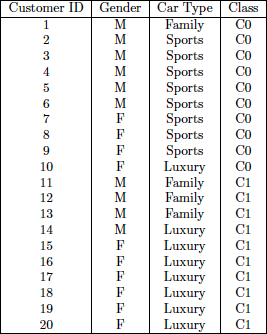 Customer ID Gender Car Type Class
1 M Family C0
2 M Sports C0
3 M Sports C0
4 M Sports C0
5 M Sports C0
6 M Sports C0
7 F Sports C0
8 F Sports C0
9 F Sports C0
10 F Luxury C0
11 M Family C1
12 M Family C1
13 M Family C1
14 M Luxury C1
15 F Luxury C1
16 F Luxury C1
17 F Luxury C1
18 F Luxury C1
19 F Luxury C1
20 F Luxury C1